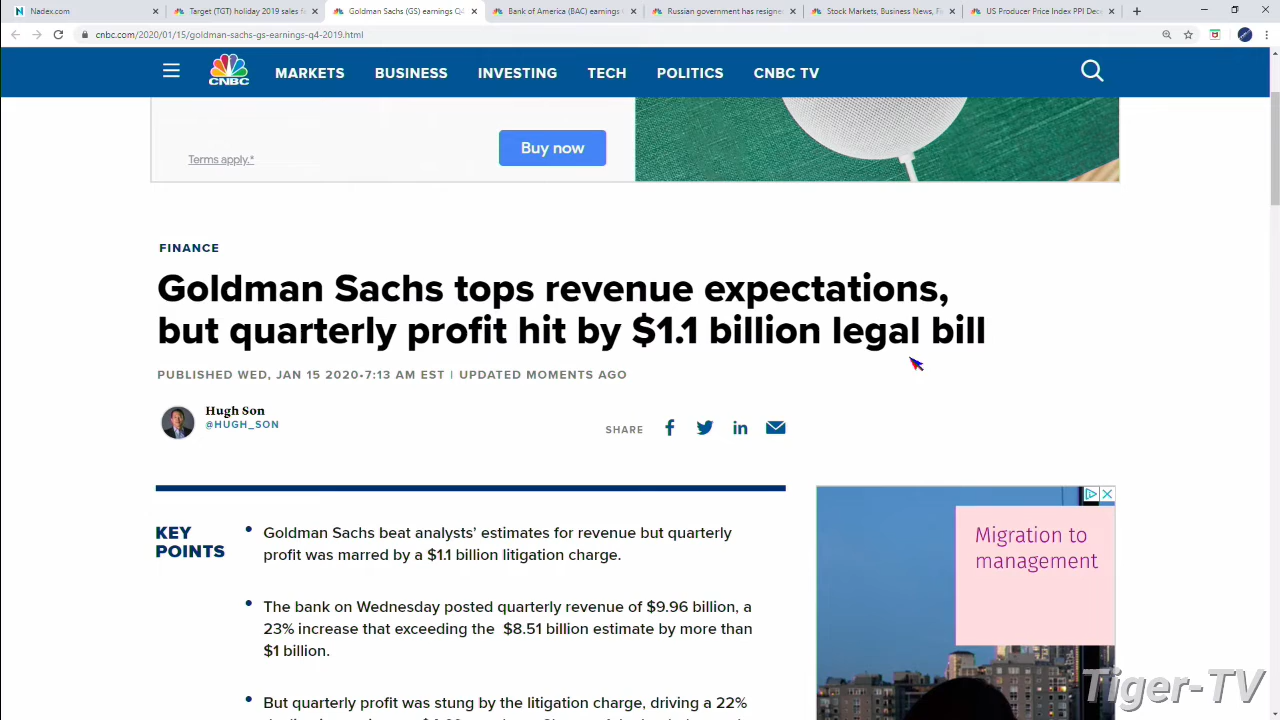 Nadex.com
Target (TGT) holiday 2019 sales f
Goldman Sachs (GS) earnings Q4
Bank of America (BAC) earnings
Russian government has resigned
Stock Markets, Business News, Fi
US Producer Price Index PPI Dec
cnbc.com/2020/01/15/goldman-sachs-gs-earnings-q4-2019.html
CNBC
MARKETS BUSINESS INVESTING TECH POLITICS CNBC TV
Terms apply.*
Buy now
FINANCE
Goldman Sachs tops revenue expectations,
but quarterly profit hit by $1.1 billion legal bill
PUBLISHED WED, JAN 15 2020•7:13 AM EST | UPDATED MOMENTS AGO
Hugh Son
@HUGH_SON
SHARE
KEY
POINTS
Goldman Sachs beat analysts’ estimates for revenue but quarterly
profit was marred by a $1.1 billion litigation charge.
The bank on Wednesday posted quarterly revenue of $9.96 billion, a
23% increase that exceeding the $8.51 billion estimate by more than
$1 billion.
But quarterly profit was stung by the litigation charge, driving a 22%
Migration to
management
Tiger-TV